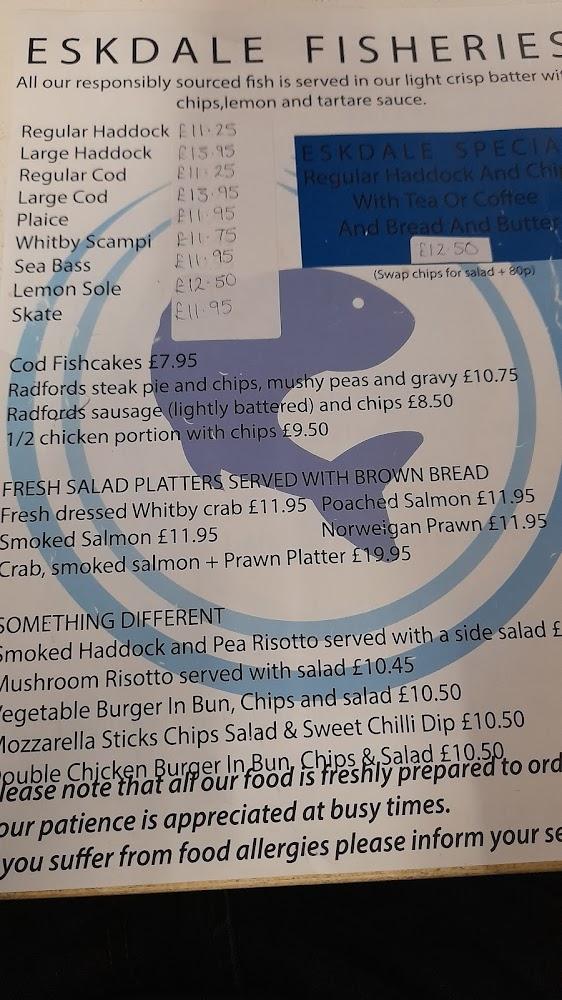 ESKDALE FISHERIES
All our responsibly sourced fish is served in our light crisp batter wi
chips,lemon and tartare sauce.
Regular Haddock £11.25
Large Haddock £13.95
Regular Cod £11.25
Large Cod £13.95
Plaice £11.95
Whitby Scampi £11.75
Sea Bass £11.95
Lemon Sole £12.50
Skate £11.95
ESKDALE SPECIA
Regular Haddock And Chi
With Tea Or Coffee
And Bread And Butter
£12.50
(Swap chips for salad + 80p)
Cod Fishcakes £7.95
Radfords steak pie and chips, mushy peas and gravy £10.75
Radfords sausage (lightly battered) and chips £8.50
1/2 chicken portion with chips £9.50
FRESH SALAD PLATTERS SERVED WITH BROWN BREAD
Fresh dressed Whitby crab £11.95 Poached Salmon £11.95
Smoked Salmon £11.95 Norweigan Prawn £11.95
Crab, smoked salmon + Prawn Platter £19.95
SOMETHING DIFFERENT
Smoked Haddock and Pea Risotto served with a side salad £
Mushroom Risotto served with salad £10.45
Vegetable Burger In Bun, Chips and salad £10.50
Mozzarella Sticks Chips Salad & Sweet Chilli Dip £10.50
ouble Chicken Burger In Bun, Chips & Salad £10.50
lease note that all our food is freshly prepared to ord
our patience is appreciated at busy times.
you suffer from food allergies please inform your se